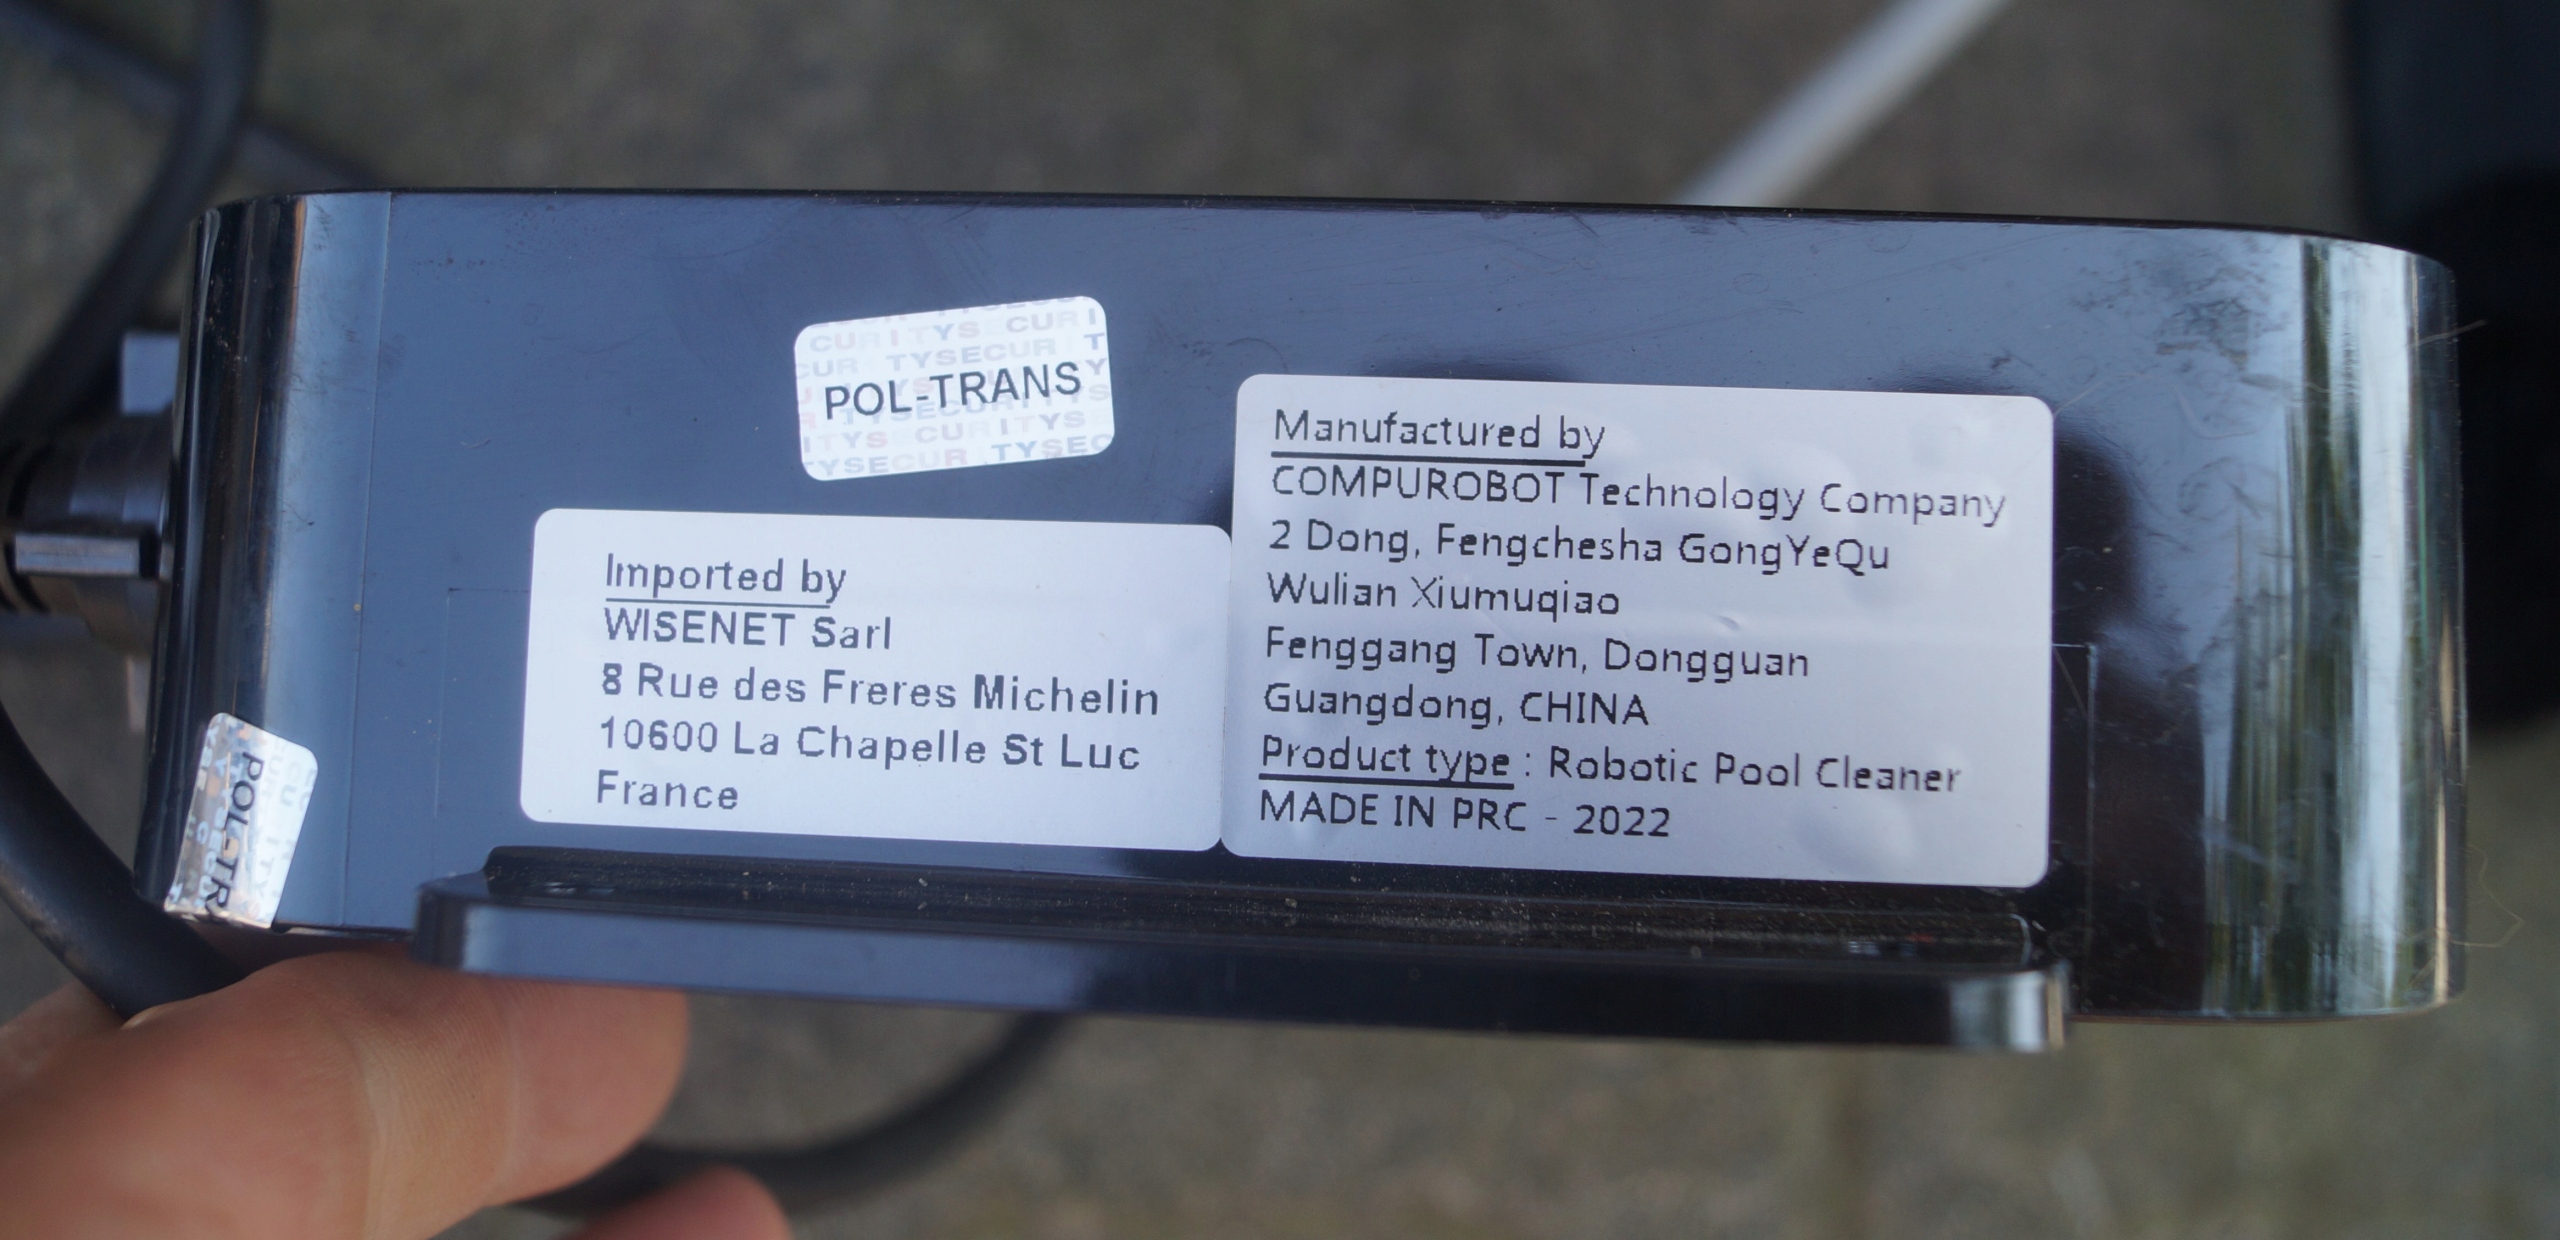 POL-TRANS
Imported by
WISENET Sarl
8 Rue des Freres Michelin
10600 La Chapelle St Luc
France
Manufactured by
COMPUROBOT Technology Company
2 Dong, Fengchesha GongYeQu
Wulian Xiumuqiao
Fenggang Town, Dongguan
Guangdong, CHINA
Product type : Robotic Pool Cleaner
MADE IN PRC - 2022
POL-TR